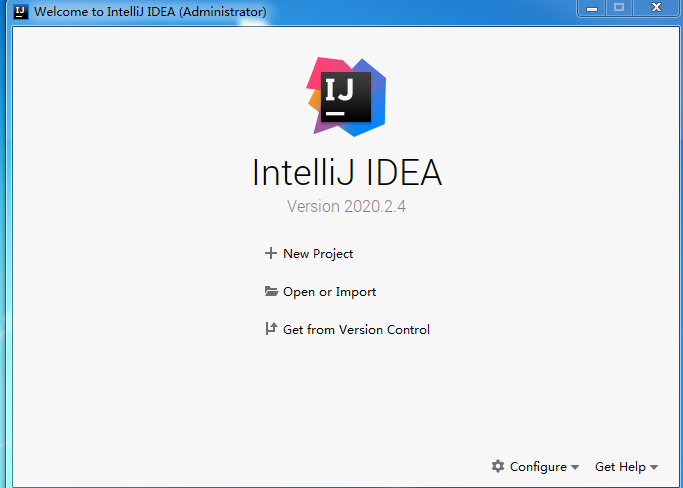 Welcome to IntelliJ IDEA (Administrator)
IJ
IntelliJ IDEA
Version 2020.2.4
New Project
Open or Import
Get from Version Control
Configure
Get Help